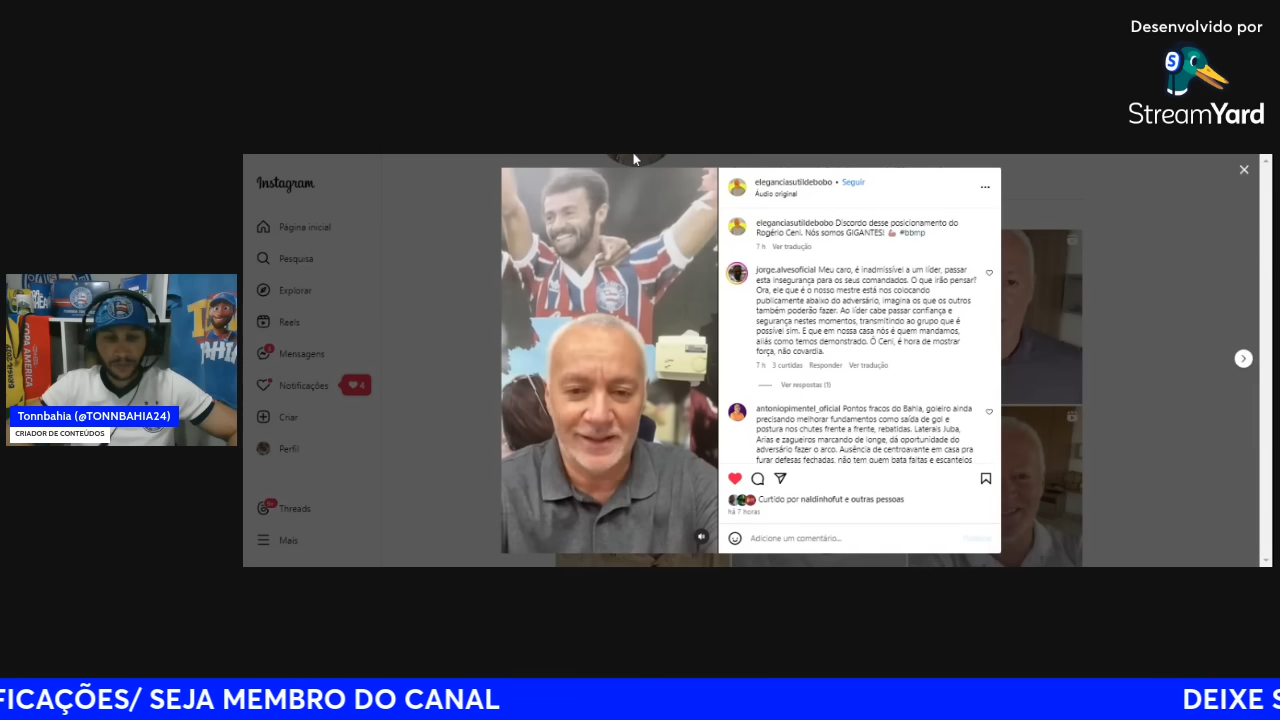 Desenvolvido por
StreamYard
Instagram
Página inicial
Pesquisa
Explorar
Reels
Mensagens
Notificações
4
Criar
Perfil
Threads
Mais
eleganciasutildebobo • Seguir
Áudio original
eleganciasutildebobo Discordo desse posicionamento do
Rogério Ceni. Nós somos GIGANTES! 💪🏽 #bbmp
7 h Ver tradução
jorge.alvesoficial Meu caro, é inadmissível a um líder, passar
esta insegurança para os seus comandados. O que irão pensar?
Ora, ele que é o nosso mestre está nos colocando
publicamente abaixo do adversário, imagina os que os outros
também poderão fazer. Ao líder cabe passar confiança e
segurança nestes momentos, transmitindo ao grupo que é
possível sim. E que em nossa casa nós é quem mandamos,
aliás como temos demonstrado. Ô Ceni, é hora de mostrar
força, não covardia.
7 h 3 curtidas Responder Ver tradução
Ver respostas (1)
antoniopimentel_oficial Pontos fracos do Bahia, goleiro ainda
precisando melhorar fundamentos como saída de gol e
postura nos chutes frente a frente, rebatidas. Laterais Juba,
Arias e zagueiros marcando de longe, dá oportunidade do
adversário fazer o arco. Ausência de centroavante em casa pra
furar defesas fechadas, não tem quem bata faltas e escanteios
Curtido por naldinhofut e outras pessoas
há 7 horas
Adicione um comentário...
COPA AMERICA
Tonnbahia (@TONNBAHIA24)
CRIADOR DE CONTEÚDOS
FICAÇÕES/ SEJA MEMBRO DO CANAL
DEIXE S